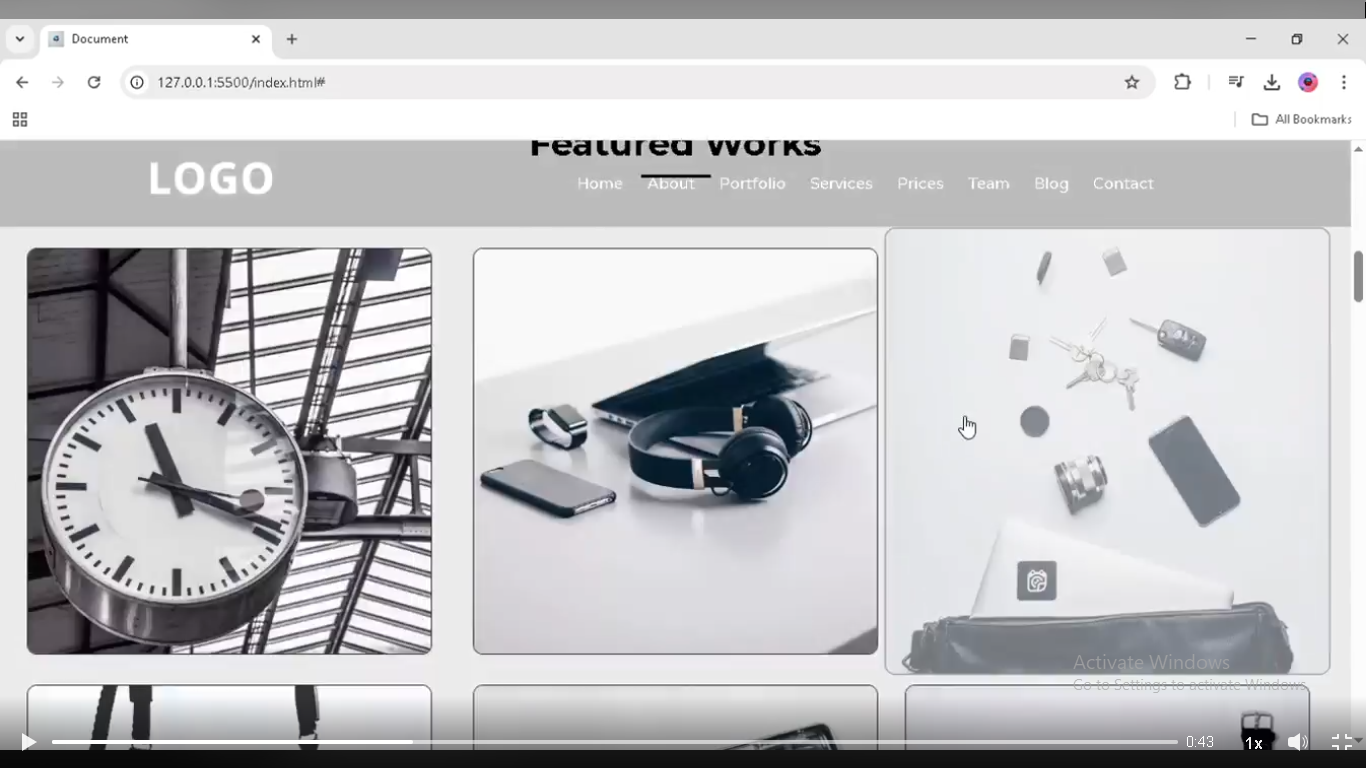 Document
127.0.0.1:5500/index.html#
All Bookmarks
Featured Works
LOGO
Home About Portfolio Services Prices Team Blog Contact
Activate Windows
Go to Settings to activate Windows.
0:43
1x